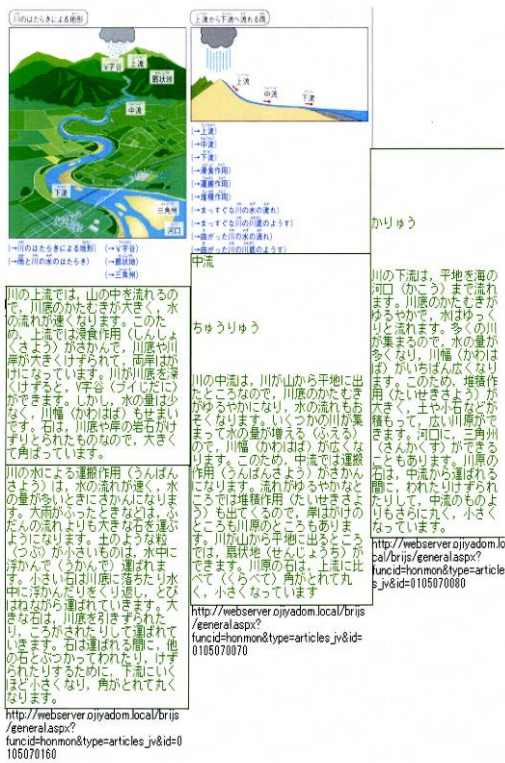 川のはたらきによる地形
V字谷
上流
扇状地
中流
下流
三角州
河口
(→川のはたらきによる地形)
(→V字谷)
(→雨と川の水のはたらき)
(→扇状地)
(→三角州)
川の上流では，山の中を流れるの
で，川底のかたむきが大きく，水
の流れが速くなります。このた
め，上流では浸食作用（しんしょ
くさよう）がさかんで，川底や川
岸が大きくけずられて，両岸はが
けになっています。川が川底を深
くけずると，V字谷（ブイじだに）
ができます。しかし，水の量は少
なく，川幅（かわはば）もせまい
です。石は，川底や岸の岩石がけ
ずりとられたものなので，大きく
て角ばっています。
川の水による運搬作用（うんぱん
さよう）は，水の流れが速く，水
の量が多いときにさかんになりま
す。大雨がふったときなどは，ふ
だんの流れよりも大きな石を運ぶ
ようになります。土のような粒
（つぶ）が小さいものは，水中に
浮かんで（うかんで）運ばれま
す。小さい石は川底に落ちたり水
中に浮かんだりをくり返し，とび
はねながら運ばれていきます。大
きな石は，川底を引きずられた
り，ころがされたりして運ばれて
いきます。石は運ばれる間に，他
の石とぶつかってわれたり，けず
られたりするために，下流にいく
ほど小さくなり，角がとれて丸く
なります。
http://webserver.ojiyadom.local/brijs
/general.aspx?
funcid=honmon&type=articles_jv&id=0
105070160
上流から下流へ流れる雨
上流
中流
下流
(→上流)
(→中流)
(→下流)
(→浸食作用)
(→運搬作用)
(→堆積作用)
(→まっすぐな川の水の流れ)
(→まっすぐな川の川底のようす)
(→曲がった川の水の流れ)
(→曲がった川の川底のようす)
中流
ちゅうりゅう
川の中流は，川が山から平地に出
たところなので，川底のかたむき
がゆるやかになり，水の流れもお
そくなります。いくつかの川が集
まって水の量が増える（ふえる）
ので，川幅（かわはば）が広くな
ります。このため，中流では運搬
作用（うんぱんさよう）がさかん
になります。流れがゆるやかなと
ころでは堆積作用（たいせきさよ
う）も出てくるので，岸はがけの
ところも川原のところもありま
す。川が山から平地に出るところ
では，扇状地（せんじょうち）が
できます。川原の石は，上流に比
べて（くらべて）角がとれて丸
く，小さくなっています
http://webserver.ojiyadom.local/brijs
/general.aspx?
funcid=honmon&type=articles_jv&id=
0105070070
かりゅう
川の下流は，平地を海の
河口（かこう）まで流れ
ます。川底のかたむきが
ゆるやかで，水はゆっく
りと流れます。多くの川
が集まるので，水の量が
多くなり，川幅（かわは
ば）がいちばん広くなり
ます。このため，堆積作
用（たいせきさよう）が
大きく，土や小石などが
積もって，広い川原がで
きます。河口に，三角州
（さんかくす）ができる
こともあります。川原の
石は，中流から運ばれる
間に，われたりけずれた
りして，中流のものよ
りもさらに丸く，小さく
なっています。
http://webserver.ojiyadom.lo
cal/brijs/general.aspx?
funcid=honmon&type=article
s_jv&id=0105070080